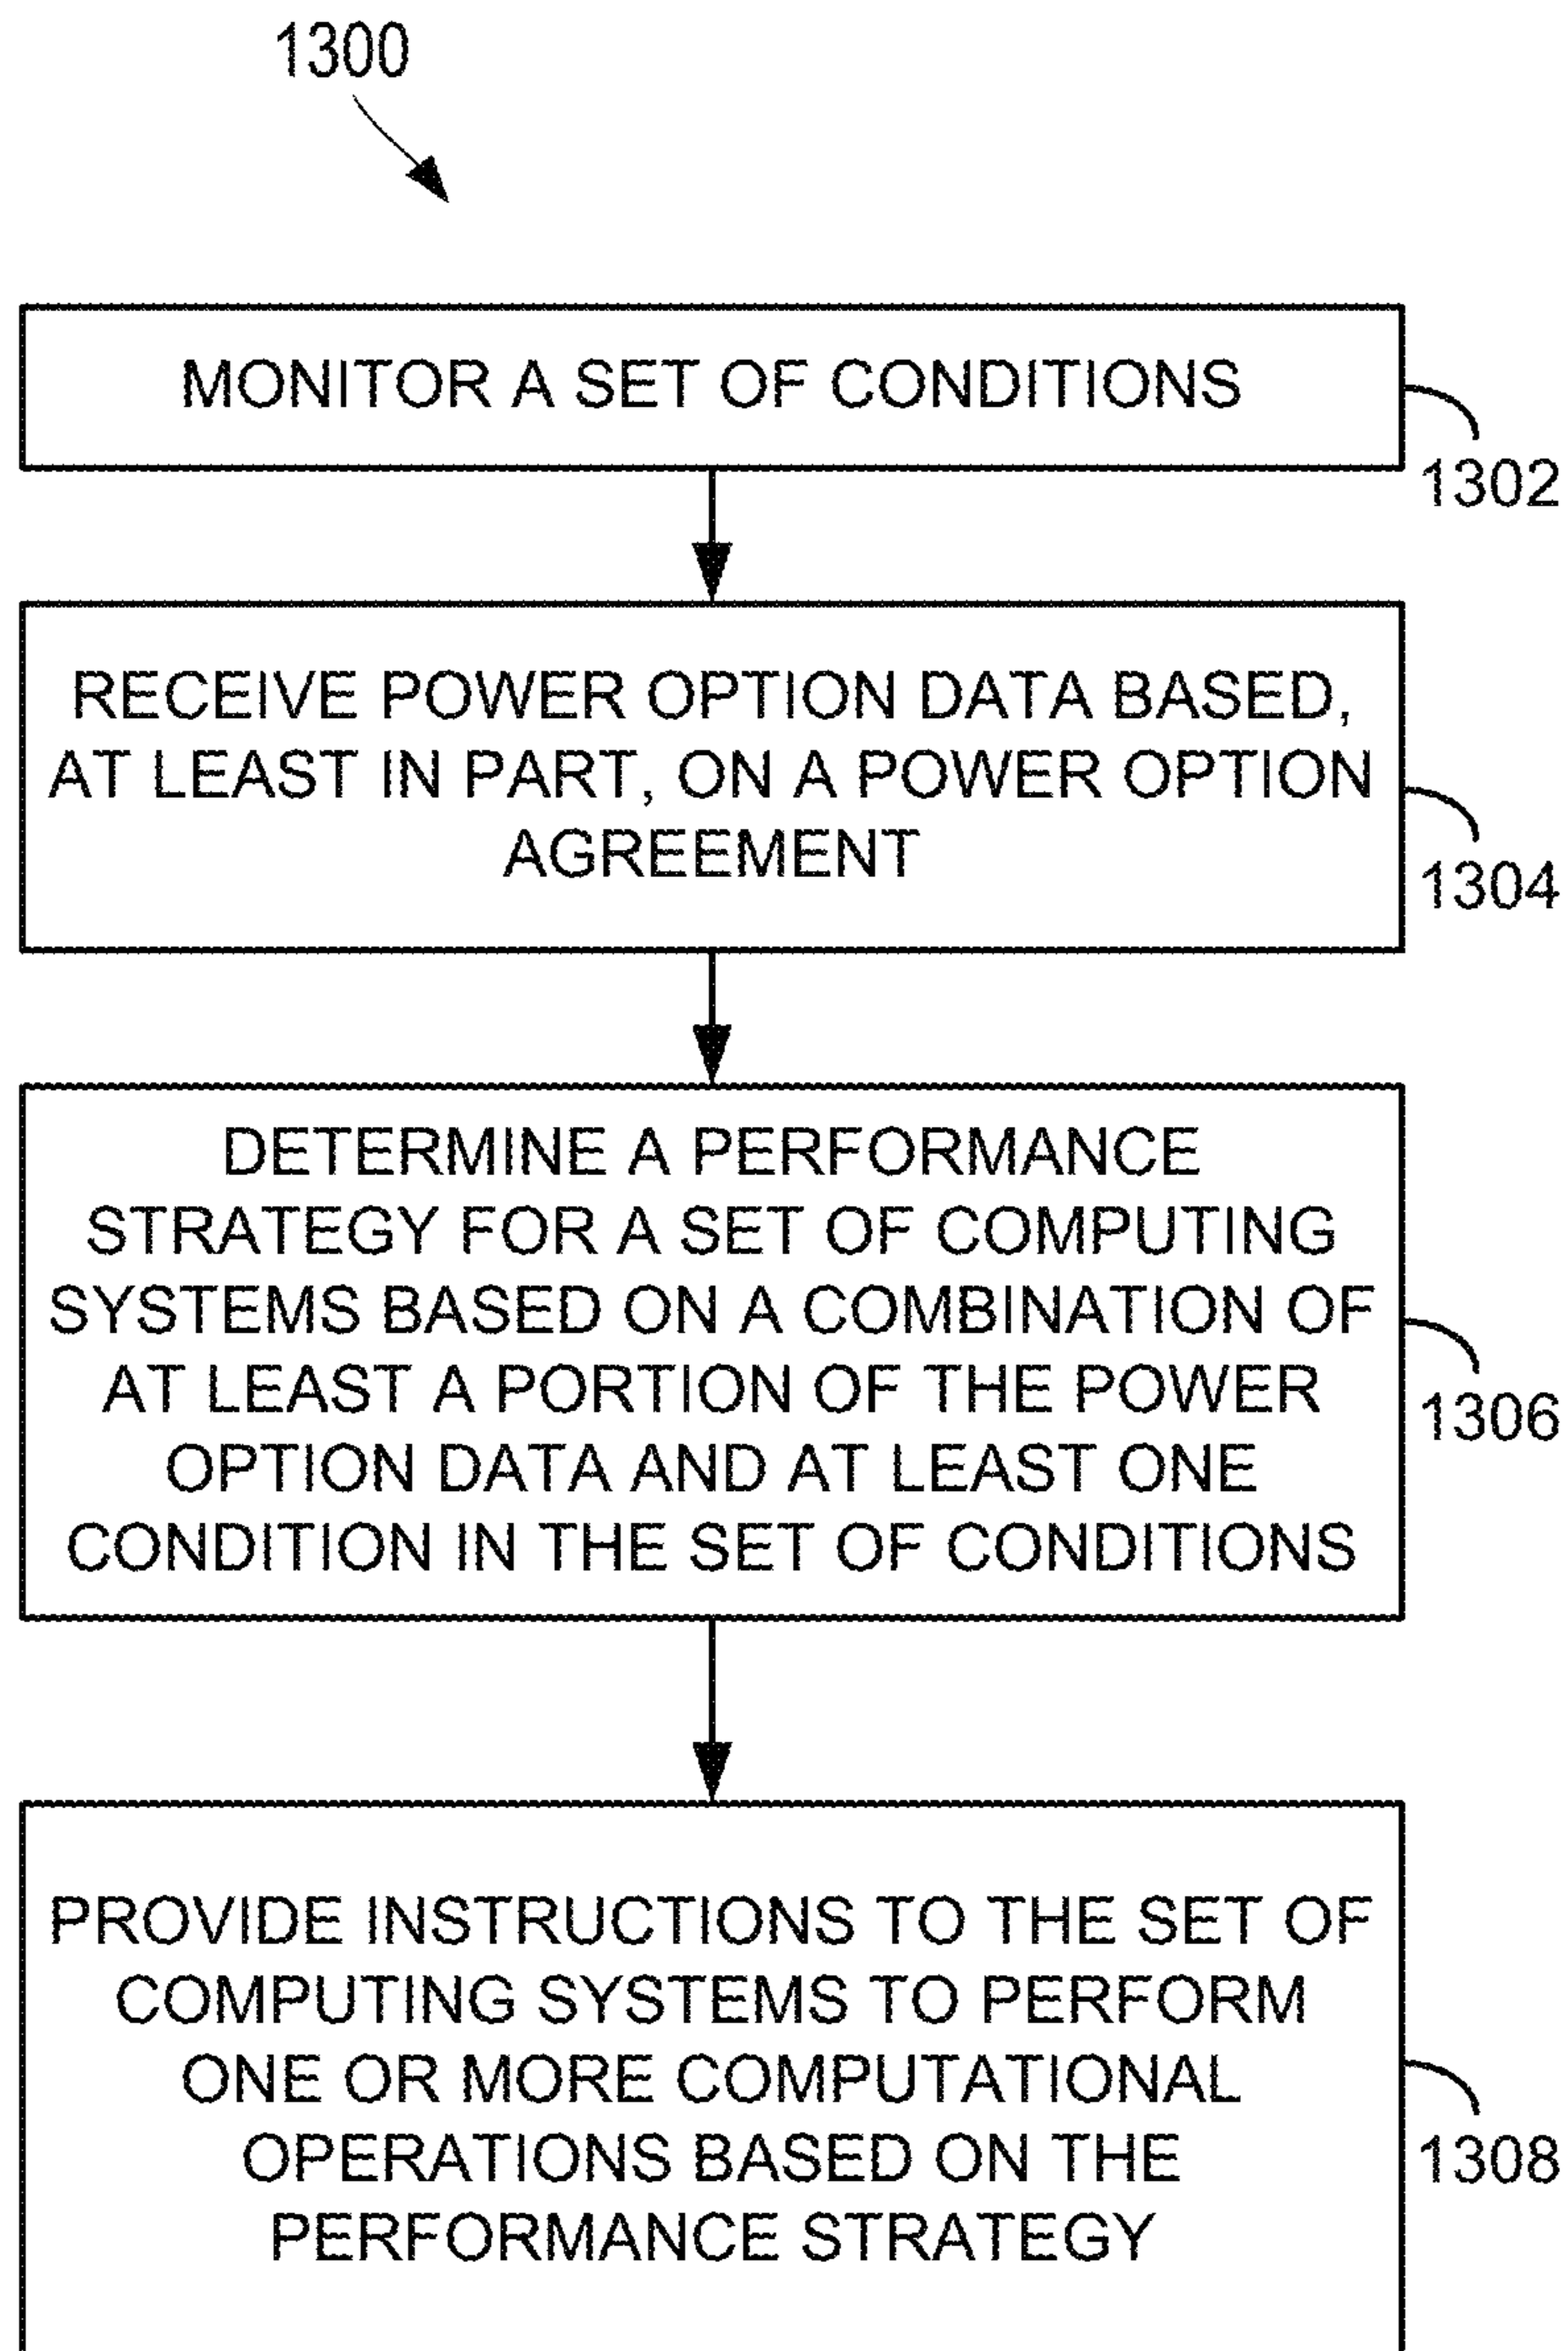 1300
MONITOR A SET OF CONDITIONS
1302
RECEIVE POWER OPTION DATA BASED,
AT LEAST IN PART, ON A POWER OPTION
AGREEMENT
1304
DETERMINE A PERFORMANCE
STRATEGY FOR A SET OF COMPUTING
SYSTEMS BASED ON A COMBINATION OF
AT LEAST A PORTION OF THE POWER
OPTION DATA AND AT LEAST ONE
CONDITION IN THE SET OF CONDITIONS
1306
PROVIDE INSTRUCTIONS TO THE SET OF
COMPUTING SYSTEMS TO PERFORM
ONE OR MORE COMPUTATIONAL
OPERATIONS BASED ON THE
PERFORMANCE STRATEGY
1308